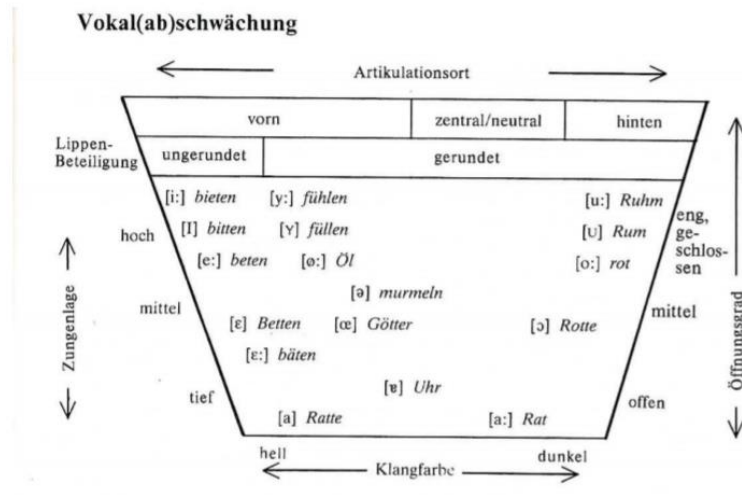 Vokal(ab)schwächung
Artikulationsort
vorn zentral/neutral hinten
Lippen-
Beteiligung
ungerundet gerundet
[i:] bieten [y:] fühlen [u:] Ruhm
hoch [I] bitten [Y] füllen [ʊ] Rum
eng,
ge-
schlos-
sen
[e:] beten [ø:] Öl [o:] rot
[ə] murmeln
mittel mittel
[ɛ] Betten [œ] Götter [ɔ] Rotte
[ɛ:] bäten
[ɐ] Uhr
tief offen
[a] Ratte [a:] Rat
Zungenlage
Öffnungsgrad
hell dunkel
Klangfarbe